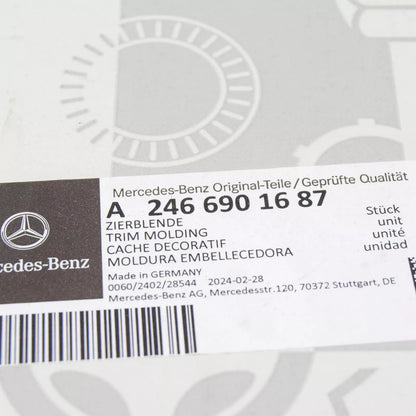 Mercedes-Benz Original-Teile/Geprüfte Qualität
A 246 690 16 87
ZIERBLENDE
TRIM MOLDING
CACHE DECORATIF
MOLDURA EMBELLECEDORA
Stück
unit
unité
unidad
cedes-Benz
Made in GERMANY
0060/2402/28544 2024-02-28
Mercedes-Benz AG, Mercedesstr.120, 70372 Stuttgart, DE